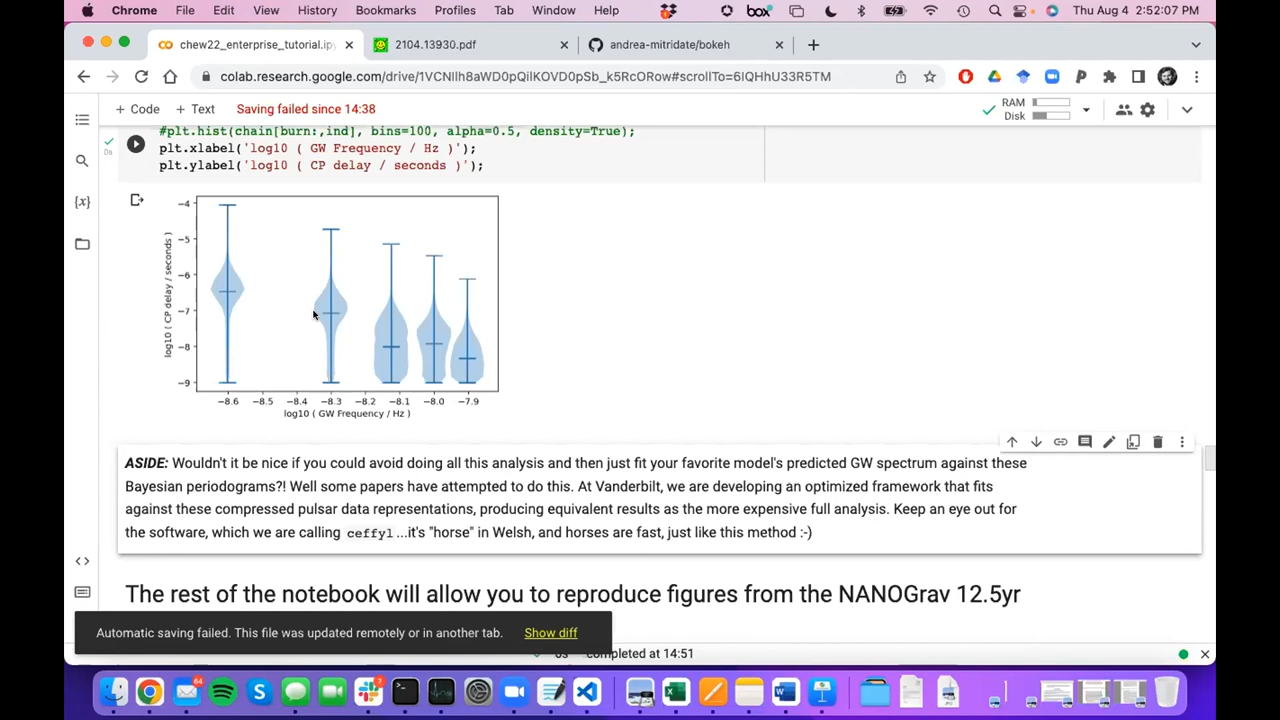 Chrome File Edit View History Bookmarks Profiles Tab Window Help box Thu Aug 4 2:52:07 PM
chew22_enterprise_tutorial.ip 2104.13930.pdf andrea-mitridate/bokeh
colab.research.google.com/drive/1VCNIlh8aWD0pQiIKOVD0pSb_k5RcORow#scrollTo=6IQHhU33R5TM
+ Code + Text Saving failed since 14:38 RAM
Disk
#plt.hist(chain[burn:,ind], bins=100, alpha=0.5, density=True);
0s
plt.xlabel('log10 ( GW Frequency / Hz )');
plt.ylabel('log10 ( CP delay / seconds )');
{x}
−4
−5
−6
−7
−8
−9
log10 ( CP delay / seconds )
−8.6 −8.5 −8.4 −8.3 −8.2 −8.1 −8.0 −7.9
log10 ( GW Frequency / Hz )
ASIDE: Wouldn't it be nice if you could avoid doing all this analysis and then just fit your favorite model's predicted GW spectrum against these
Bayesian periodograms?! Well some papers have attempted to do this. At Vanderbilt, we are developing an optimized framework that fits
against these compressed pulsar data representations, producing equivalent results as the more expensive full analysis. Keep an eye out for
the software, which we are calling ceffyl ...it's "horse" in Welsh, and horses are fast, just like this method :-)
The rest of the notebook will allow you to reproduce figures from the NANOGrav 12.5yr
Automatic saving failed. This file was updated remotely or in another tab. Show diff
0s completed at 14:51
64
7